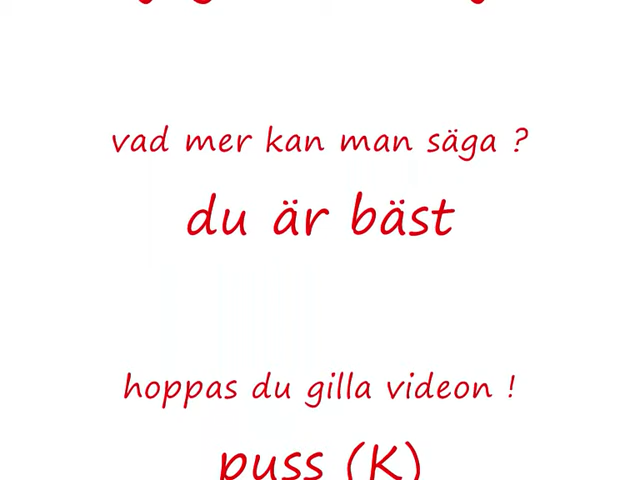 vad mer kan man säga ?
du är bäst
hoppas du gilla videon !
puss (K)